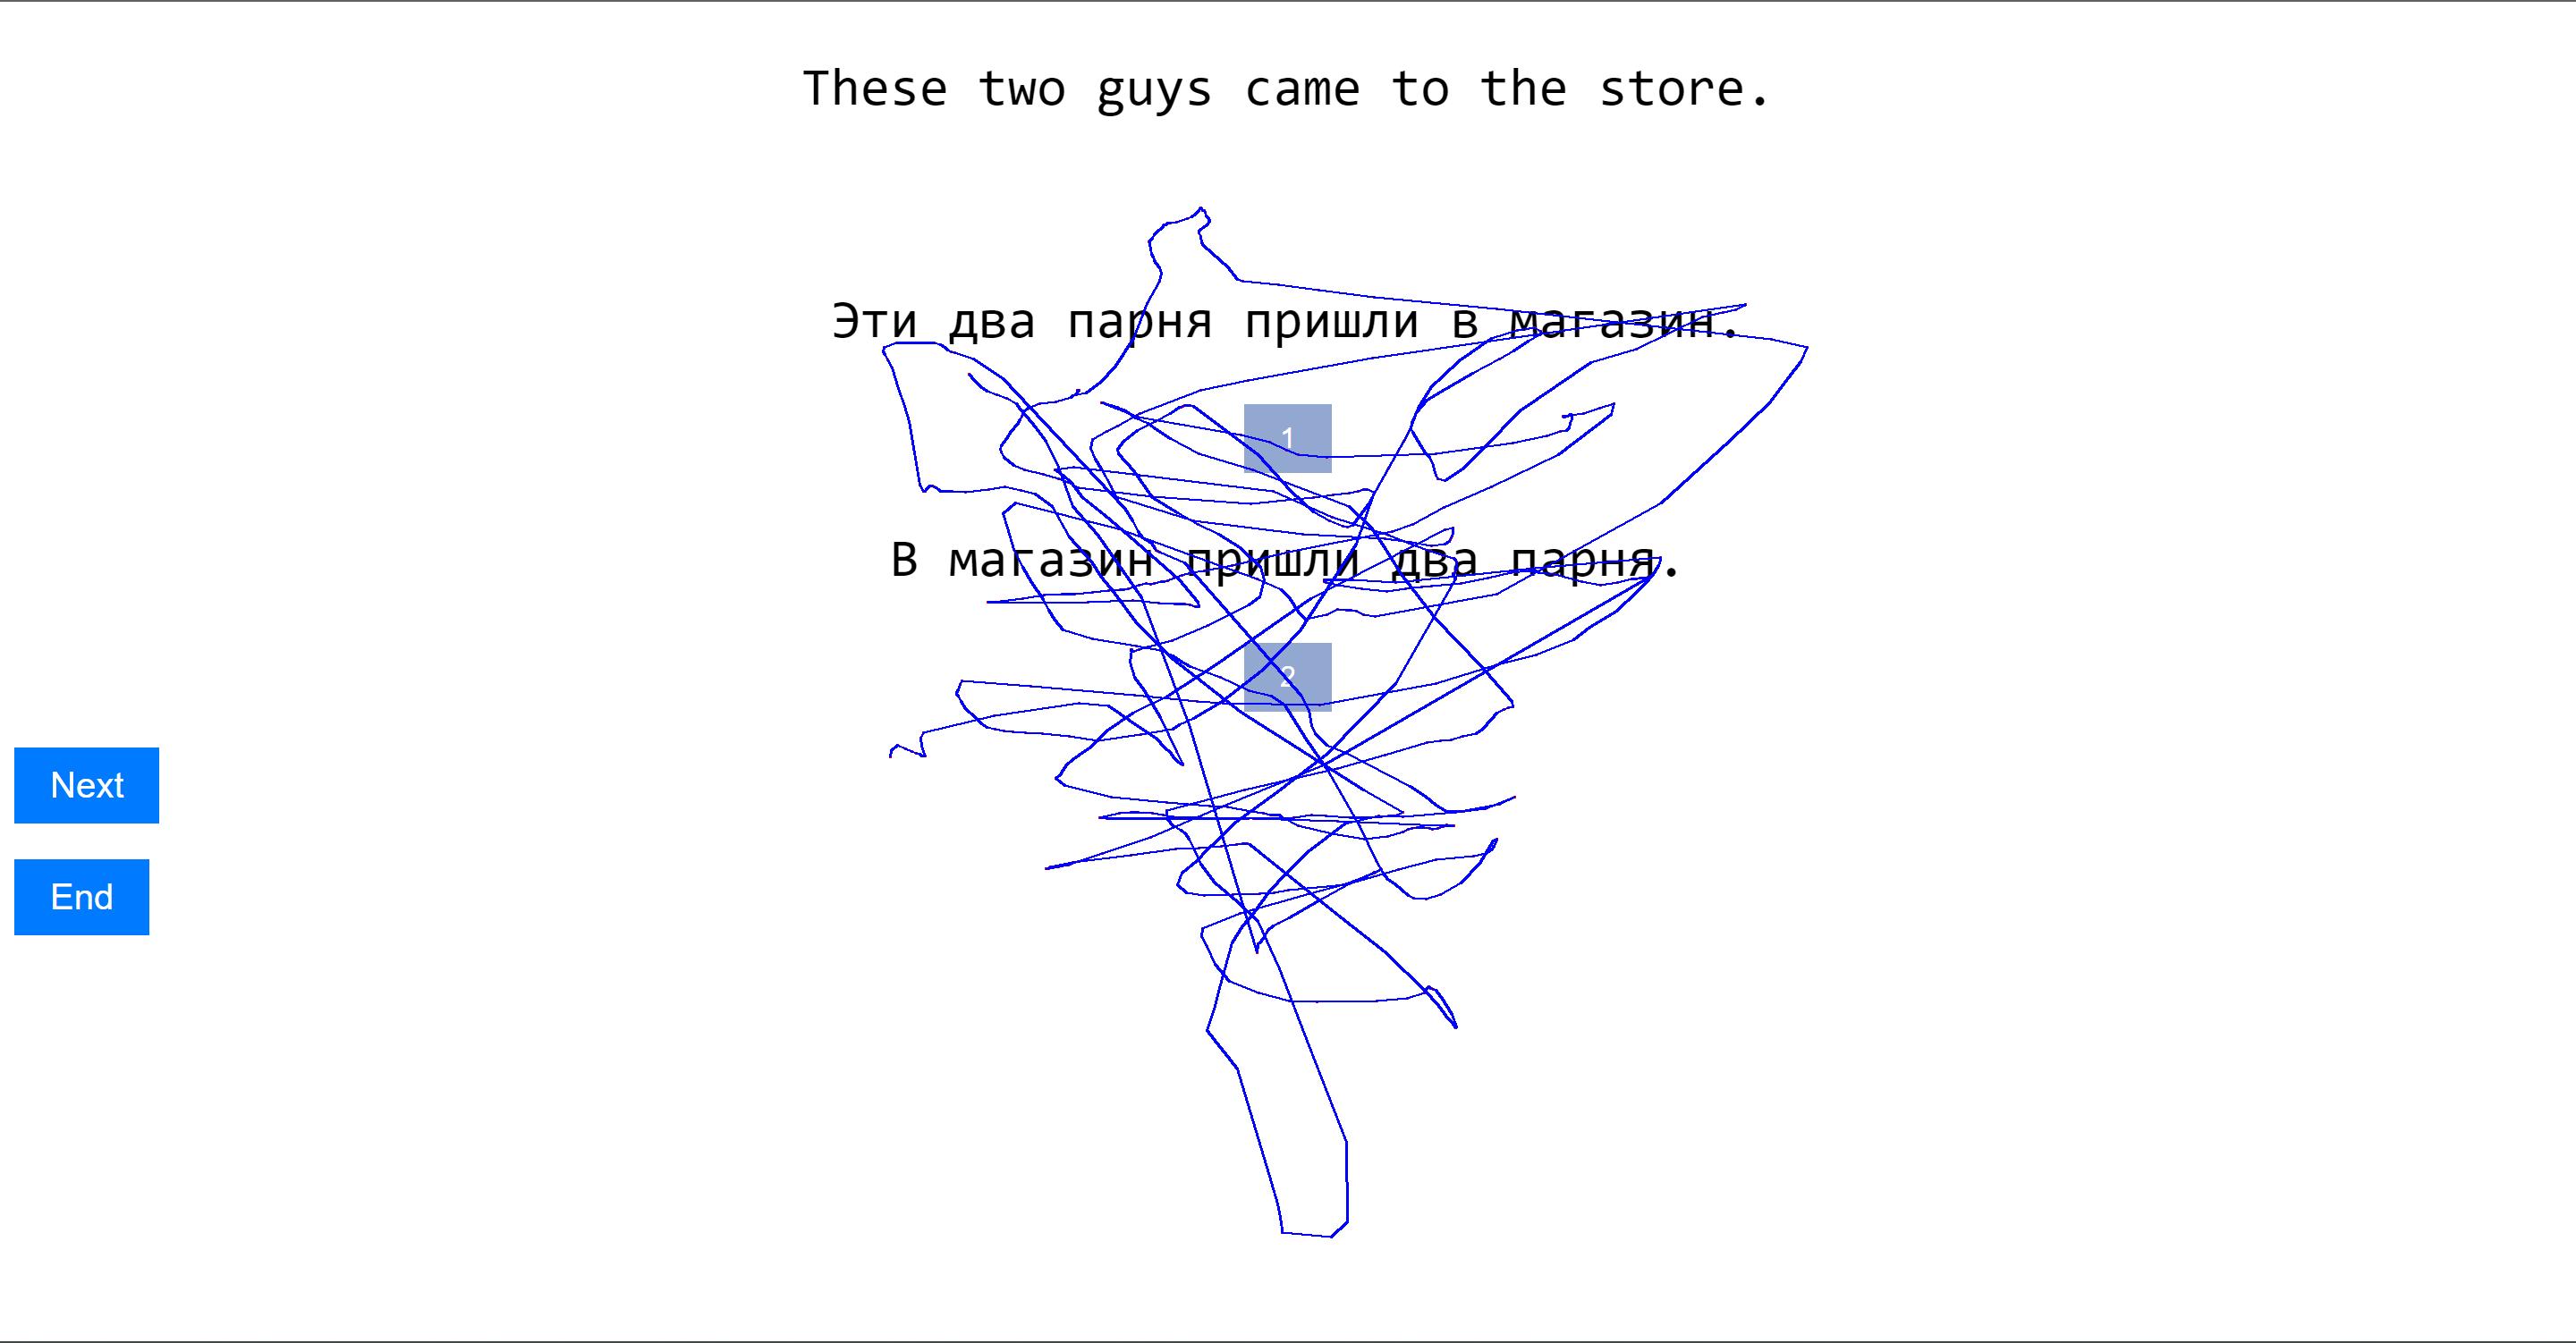 These two guys came to the store.
Эти два парня пришли в магазин.
1
В магазин пришли два парня.
2
Next
End